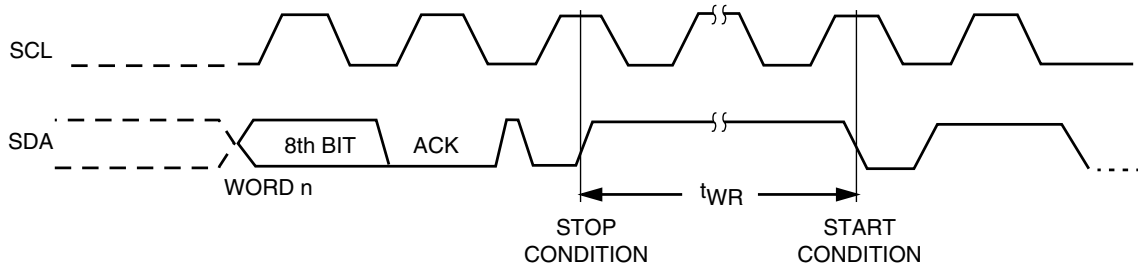 SCL
SDA
8th BIT
ACK
WORD n
tWR
STOP
CONDITION
START
CONDITION